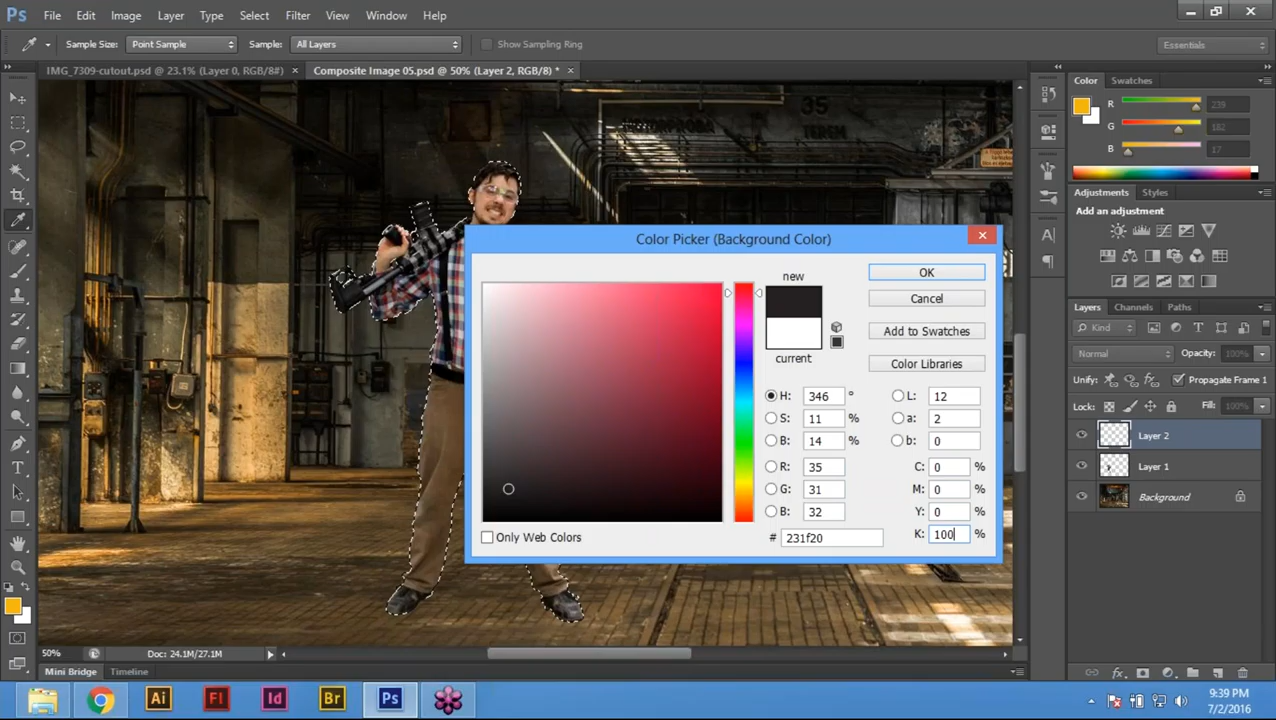 Ps File Edit Image Layer Type Select Filter View Window Help
Sample Size: Point Sample Sample: All Layers Show Sampling Ring Essentials
IMG_7309-cutout.psd @ 23.1% (Layer 0, RGB/8#) × Composite Image 05.psd @ 50% (Layer 2, RGB/8) * ×
Color Swatches
R 239
G 182
B 17
35
Adjustments Styles
Add an adjustment
Color Picker (Background Color)
new
current
OK
Cancel
Add to Swatches
Color Libraries
H: 346 ° L: 12
S: 11 % a: 2
B: 14 % b: 0
R: 35 C: 0 %
G: 31 M: 0 %
B: 32 Y: 0 %
# 231f20 K: 100 %
Only Web Colors
Layers Channels Paths
Kind
Normal Opacity: 100%
Unify: Propagate Frame 1
Lock: Fill: 100%
Layer 2
Layer 1
Background
50% Doc: 24.1M/27.1M
Mini Bridge Timeline
Ai Fl Id Br Ps
9:39 PM
7/2/2016